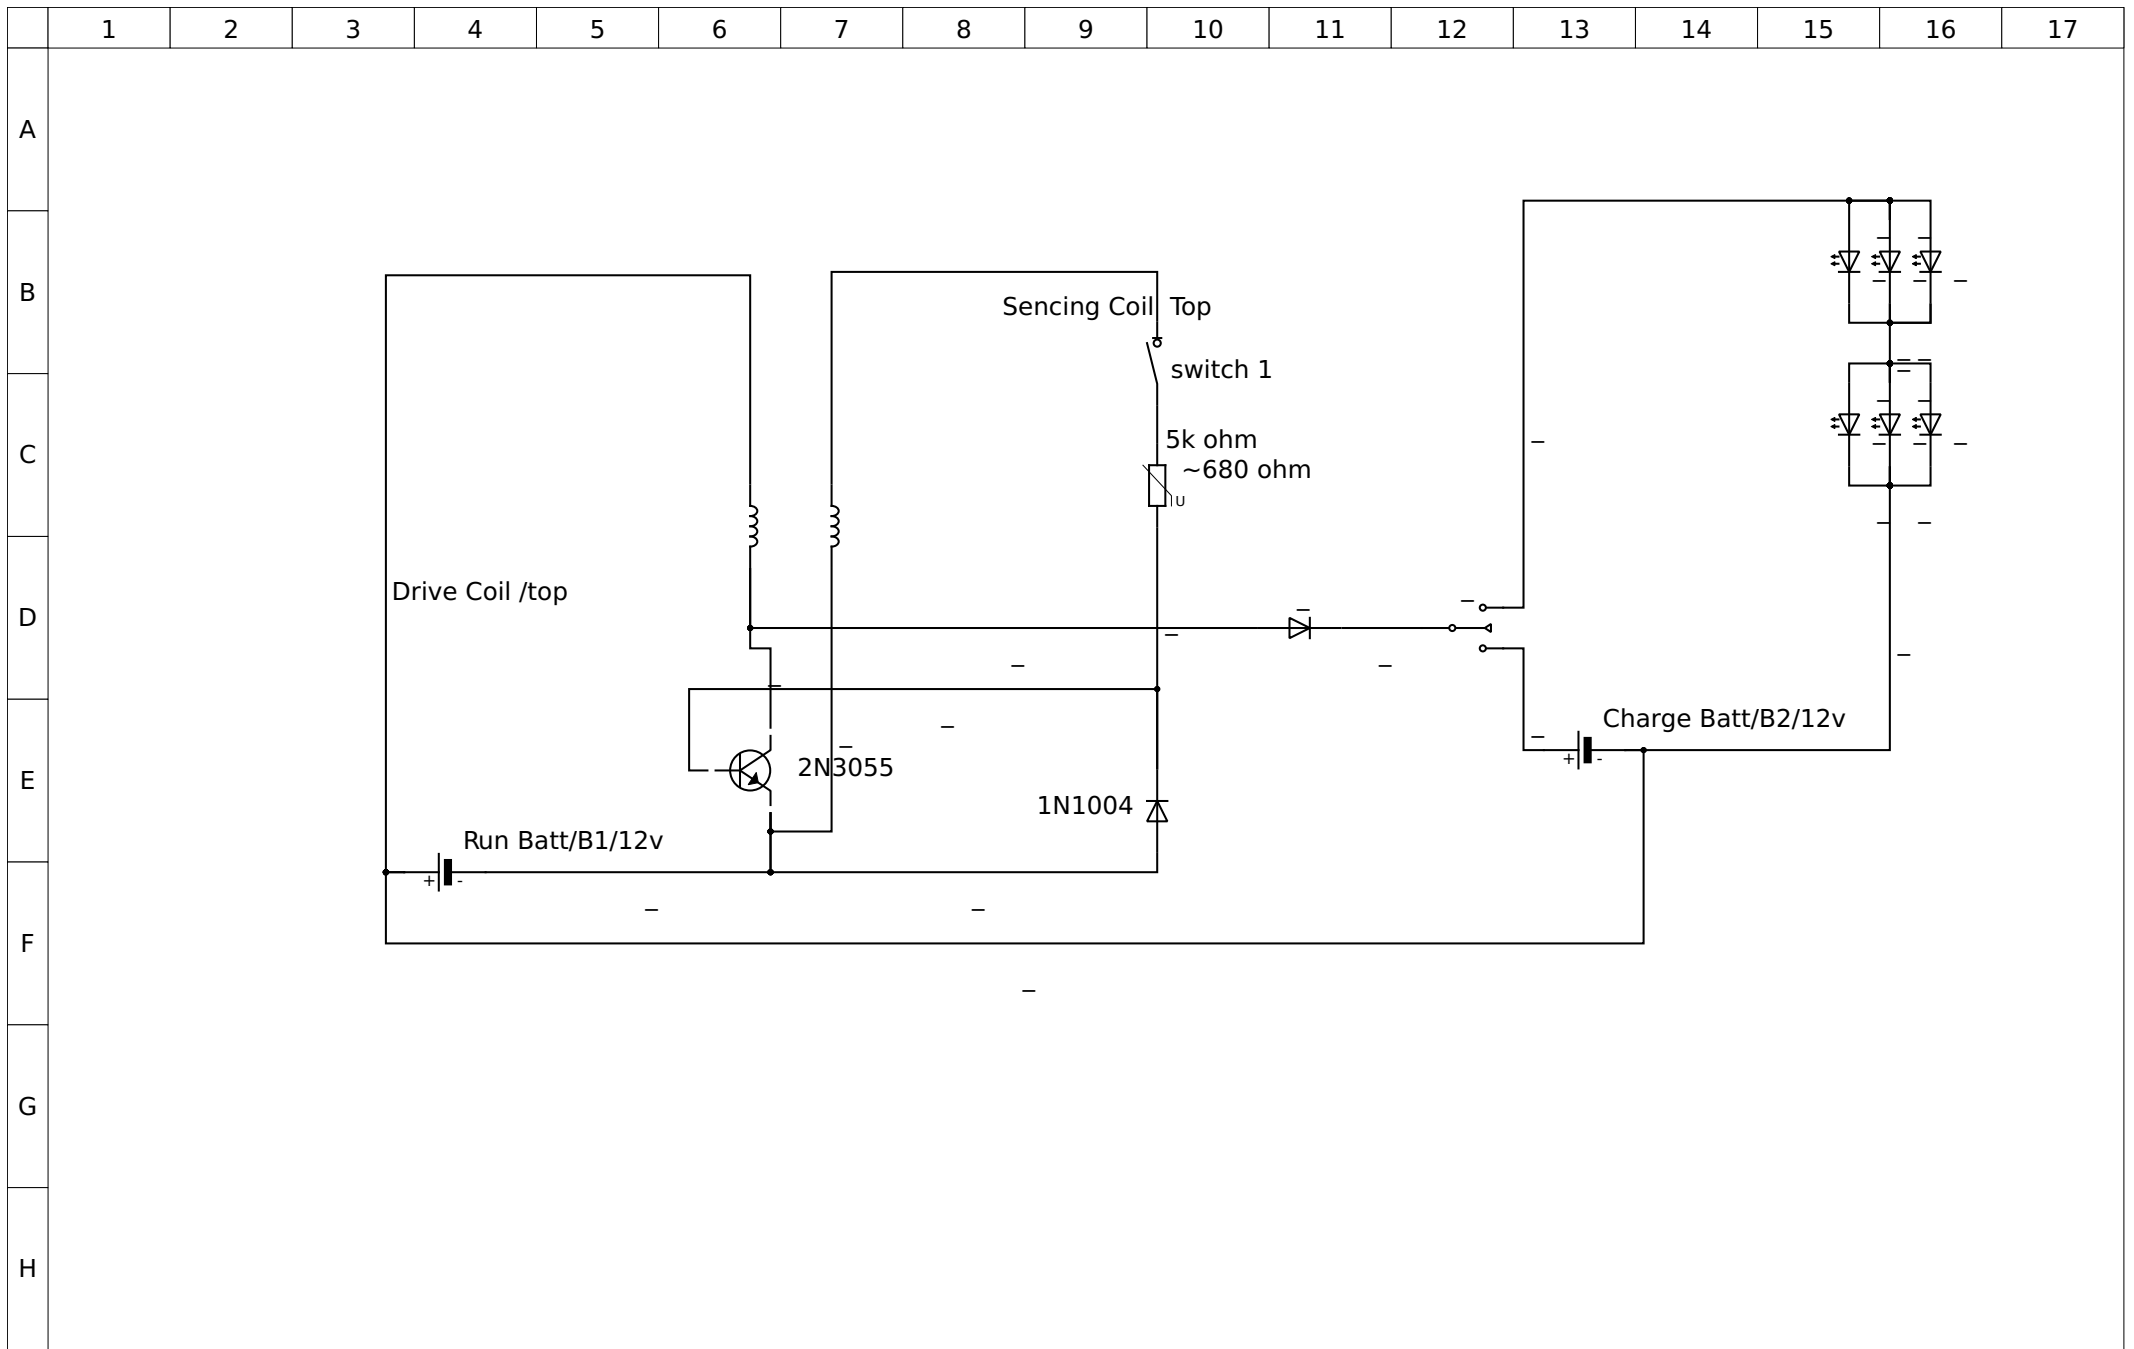 1 2 3 4 5 6 7 8 9 10 11 12 13 14 15 16 17
A
B
Sencing Coil Top
switch 1
C
5k ohm
~680 ohm
U
D
Drive Coil /top
Charge Batt/B2/12v
+ -
E
2N3055
1N1004
Run Batt/B1/12v
+ -
F
G
H